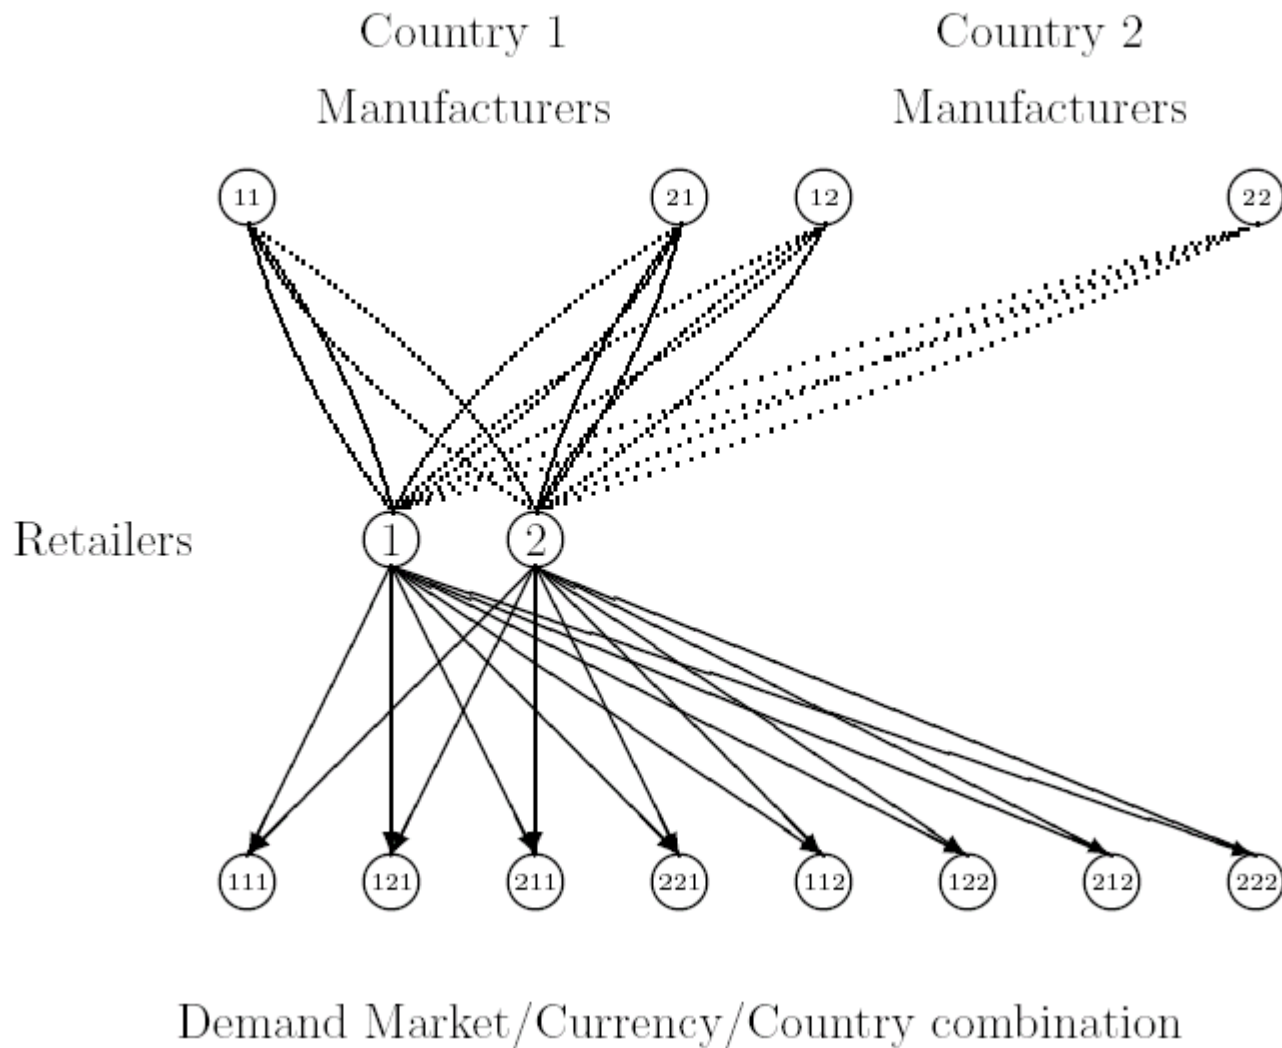 Country 1 Country 2
Manufacturers Manufacturers
11 21 12 22
Retailers 1 2
111 121 211 221 112 122 212 222
Demand Market/Currency/Country combination